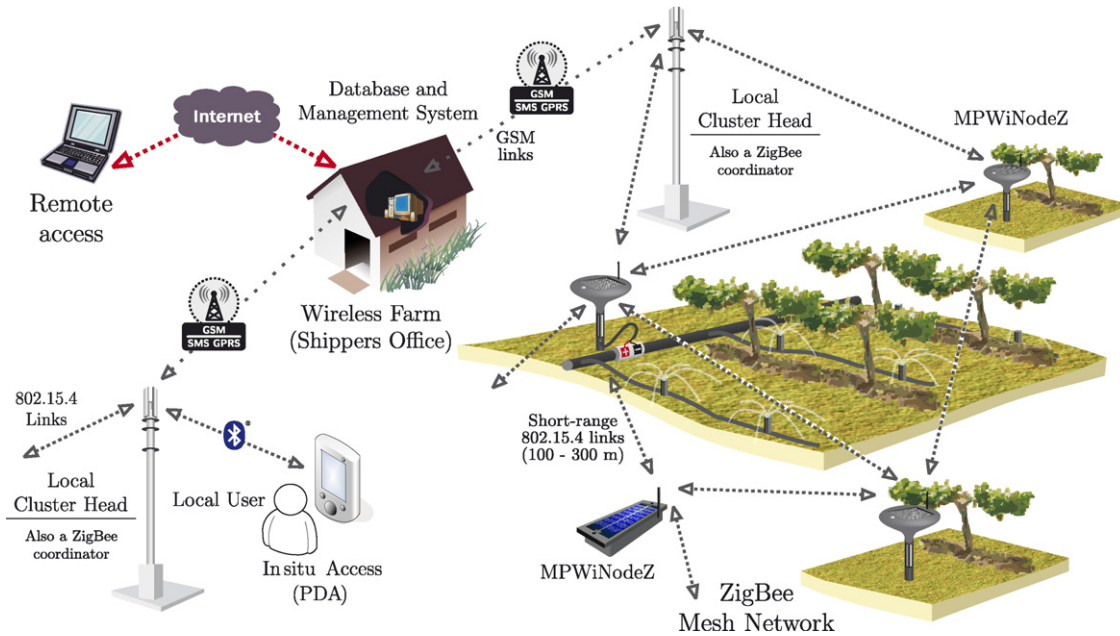 Internet
Remote
access
Database and
Management System
GSM
SMS GPRS
GSM
links
Wireless Farm
(Shippers Office)
Local
Cluster Head
Also a ZigBee
coordinator
MPWiNodeZ
GSM
SMS GPRS
802.15.4
Links
Local
Cluster Head
Also a ZigBee
coordinator
Local User
In situ Access
(PDA)
Short-range
802.15.4 links
(100 - 300 m)
MPWiNodeZ
ZigBee
Mesh Network